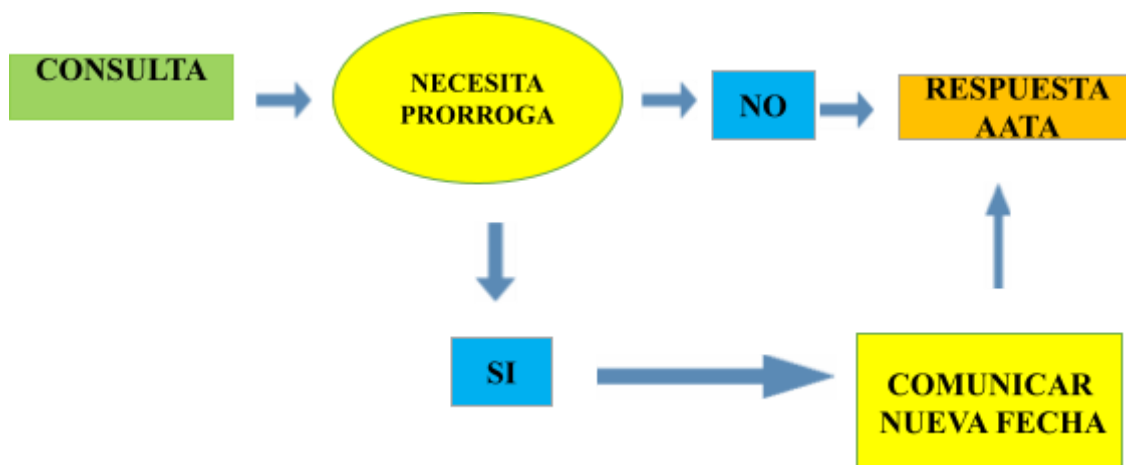 CONSULTA
NECESITA
PRORROGA
NO
RESPUESTA
AATA
SI
COMUNICAR
NUEVA FECHA